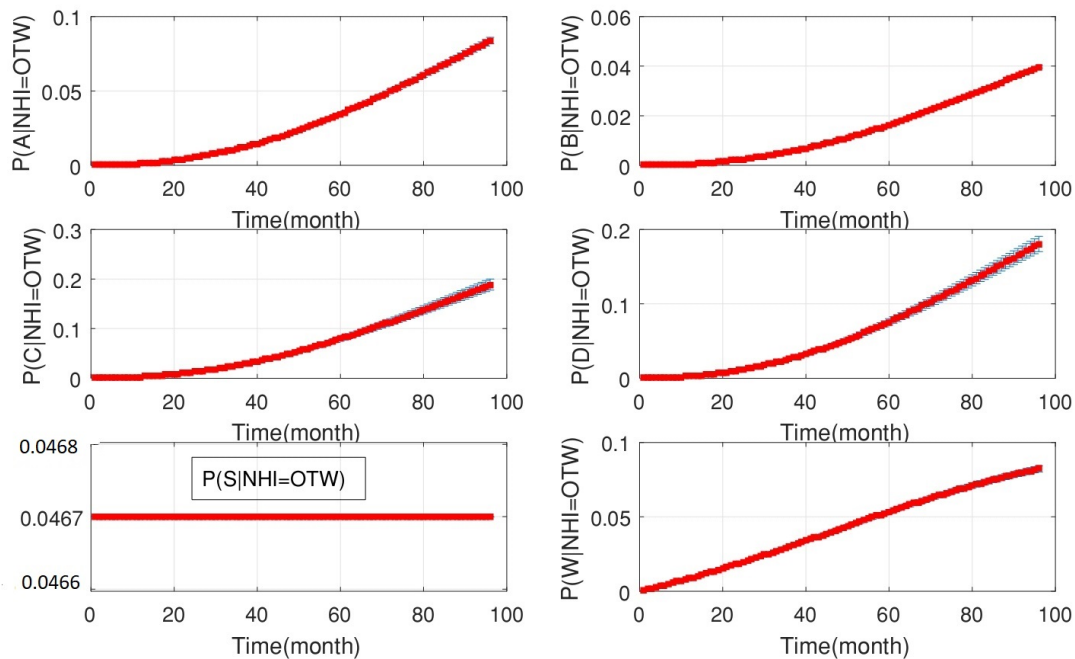 P(A|NHI=OTW)
0.1
0.05
0
0 20 40 60 80 100
Time(month)
P(B|NHI=OTW)
0.06
0.04
0.02
0
0 20 40 60 80 100
Time(month)
P(C|NHI=OTW)
0.3
0.2
0.1
0
0 20 40 60 80 100
Time(month)
P(D|NHI=OTW)
0.2
0.1
0
0 20 40 60 80 100
Time(month)
0.0468
0.0467
0.0466
P(S|NHI=OTW)
0 20 40 60 80 100
Time(month)
P(W|NHI=OTW)
0.1
0.05
0
0 20 40 60 80 100
Time(month)